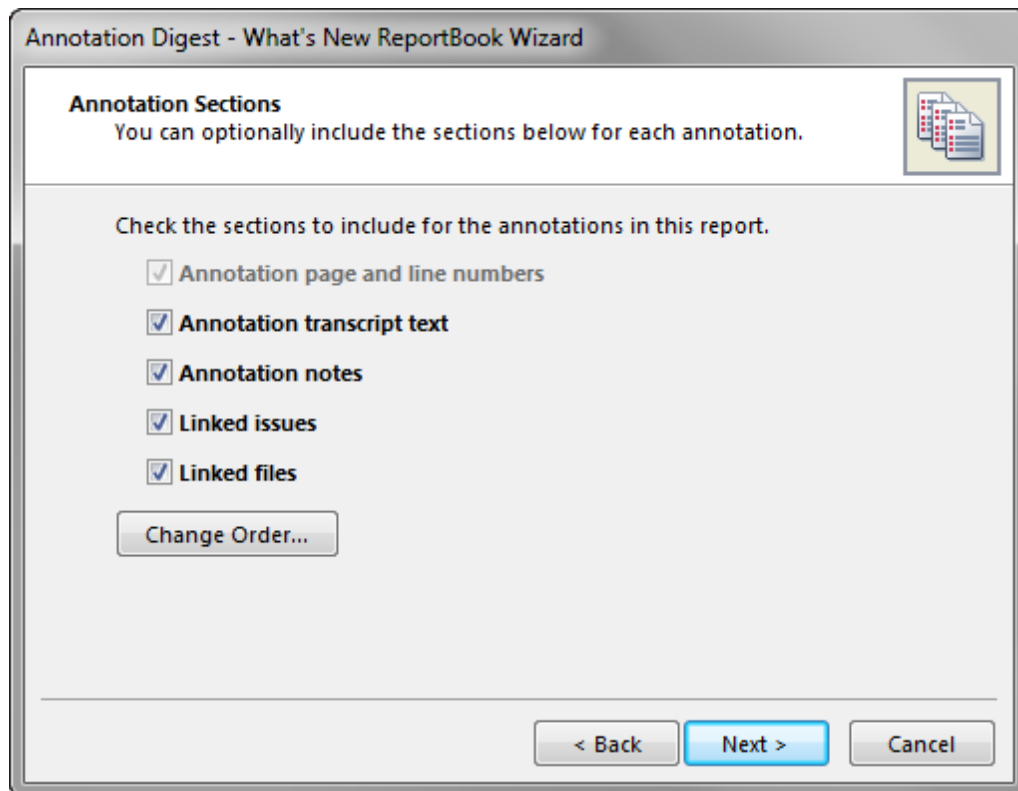 Annotation Digest - What's New ReportBook Wizard
Annotation Sections
You can optionally include the sections below for each annotation.
Check the sections to include for the annotations in this report.
Annotation page and line numbers
Annotation transcript text
Annotation notes
Linked issues
Linked files
Change Order...
< Back Next > Cancel